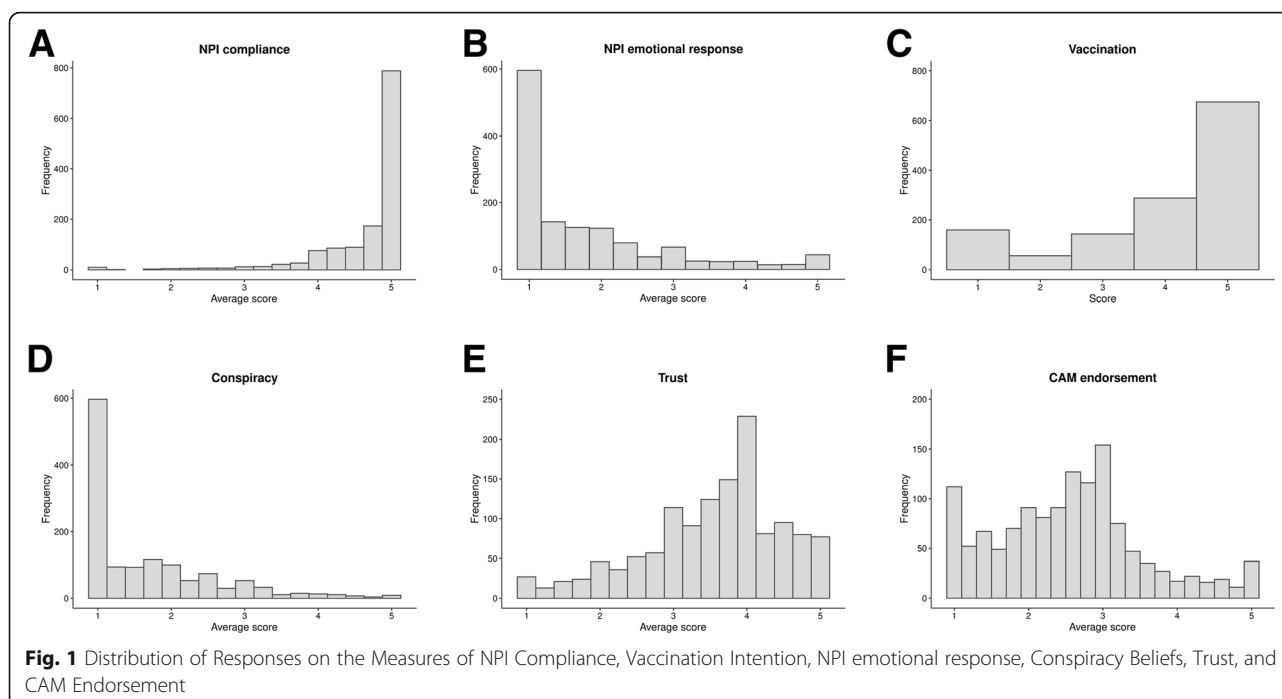 A
NPI compliance
800
600
400
200
0
Frequency
1 2 3 4 5
Average score
B
NPI emotional response
600
400
200
0
Frequency
1 2 3 4 5
Average score
C
Vaccination
800
600
400
200
0
Frequency
1 2 3 4 5
Score
D
Conspiracy
600
400
200
0
Frequency
1 2 3 4 5
Average score
E
Trust
250
200
150
100
50
0
Frequency
1 2 3 4 5
Average score
F
CAM endorsement
200
150
100
50
0
Frequency
1 2 3 4 5
Average score
Fig. 1 Distribution of Responses on the Measures of NPI Compliance, Vaccination Intention, NPI emotional response, Conspiracy Beliefs, Trust, and
CAM Endorsement